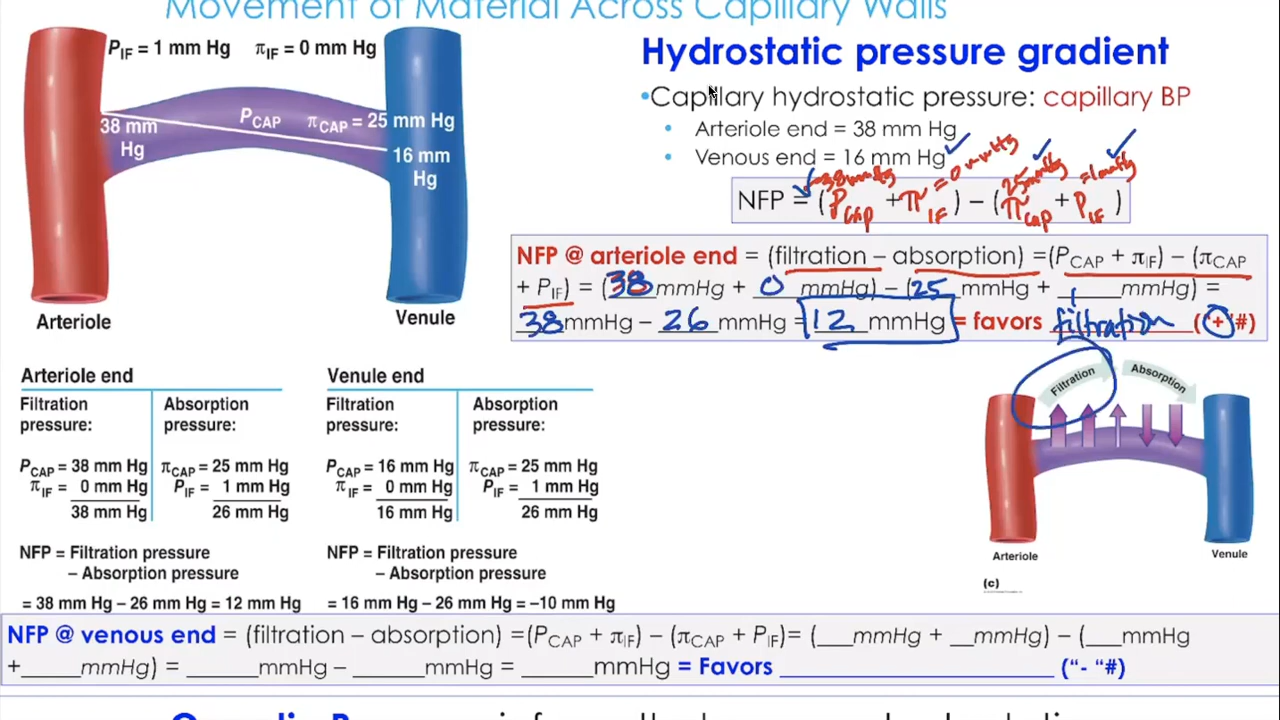 Movement of Material Across Capillary Walls
P_IF = 1 mm Hg π_IF = 0 mm Hg
38 mm Hg
P_CAP π_CAP = 25 mm Hg
16 mm Hg
Arteriole
Venule
Hydrostatic pressure gradient
•Capillary hydrostatic pressure: capillary BP
• Arteriole end = 38 mm Hg
• Venous end = 16 mm Hg
=38mmHg =0 mmHg 25mmHg =1mmHg
NFP = (P_Cap + π_IF) – (π_Cap + P_IF)
NFP @ arteriole end = (filtration – absorption) =(P_CAP + π_IF) – (π_CAP
+ P_IF) = (38 mmHg + 0 mmHg) – (25 mmHg + 1 mmHg) =
38 mmHg – 26 mmHg = 12 mmHg = favors filtration ("+"#)
Filtration
Absorption
Arteriole
Venule
(c)
Arteriole end
Filtration pressure:
Absorption pressure:
P_CAP = 38 mm Hg π_CAP = 25 mm Hg
π_IF = 0 mm Hg P_IF = 1 mm Hg
38 mm Hg 26 mm Hg
NFP = Filtration pressure
– Absorption pressure
= 38 mm Hg – 26 mm Hg = 12 mm Hg
Venule end
Filtration pressure:
Absorption pressure:
P_CAP = 16 mm Hg π_CAP = 25 mm Hg
π_IF = 0 mm Hg P_IF = 1 mm Hg
16 mm Hg 26 mm Hg
NFP = Filtration pressure
– Absorption pressure
= 16 mm Hg – 26 mm Hg = –10 mm Hg
NFP @ venous end = (filtration – absorption) =(P_CAP + π_IF) – (π_CAP + P_IF)= (___mmHg + __mmHg) – (___mmHg
+_____mmHg) = ______mmHg – ______mmHg = ______mmHg = Favors ______________________ ("- "#)